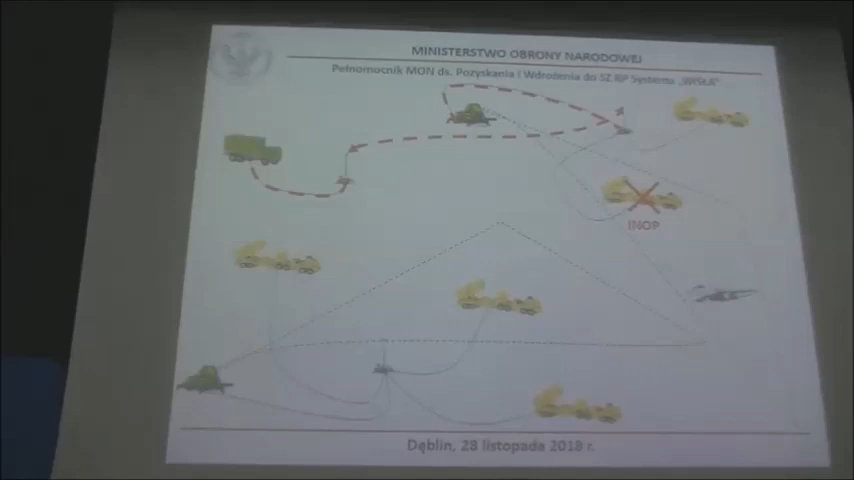 MINISTERSTWO OBRONY NARODOWEJ
Pełnomocnik MON ds. Pozyskania i Wdrożenia do SZ RP Systemu „WISŁA”
INOP
Dęblin, 28 listopada 2018 r.